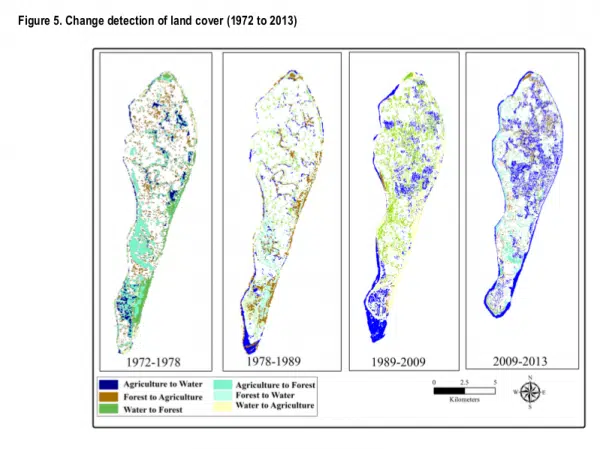 Figure 5. Change detection of land cover (1972 to 2013)
1972-1978
1978-1989
1989-2009
2009-2013
Agriculture to Water
Forest to Agriculture
Water to Forest
Agriculture to Forest
Forest to Water
Water to Agriculture
0 2.5 5
Kilometers
N
W E
S